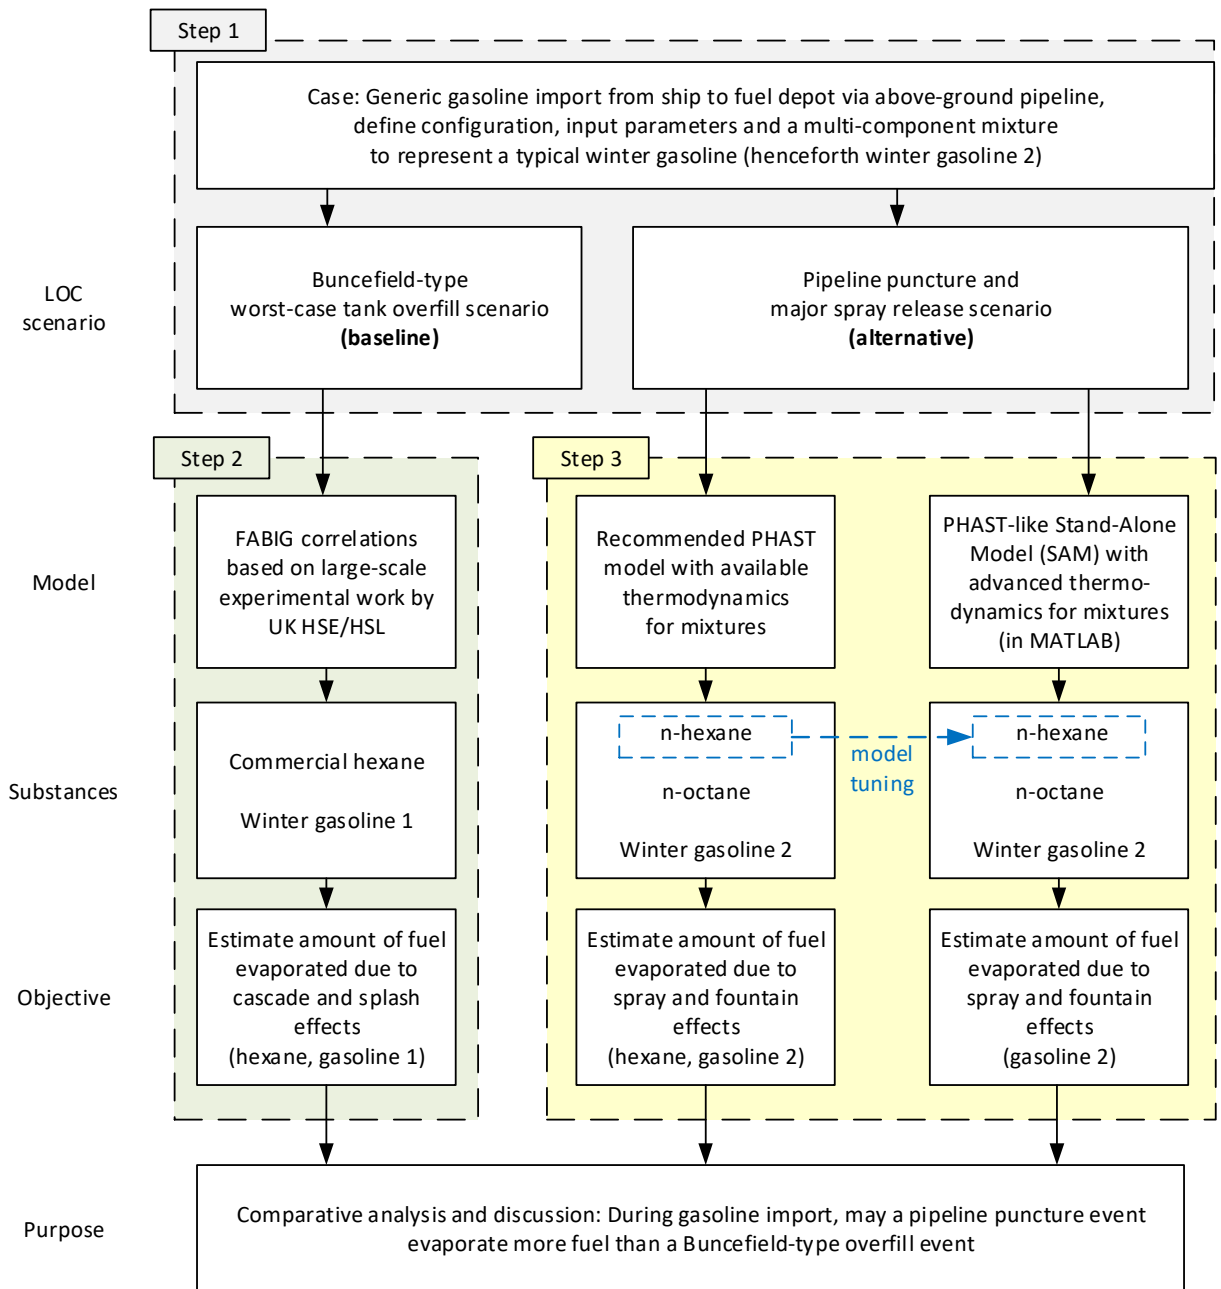 Step 1
Case: Generic gasoline import from ship to fuel depot via above-ground pipeline,
define configuration, input parameters and a multi-component mixture
to represent a typical winter gasoline (henceforth winter gasoline 2)
LOC
scenario
Buncefield-type
worst-case tank overfill scenario
(baseline)
Pipeline puncture and
major spray release scenario
(alternative)
Step 2
Step 3
Model
FABIG correlations
based on large-scale
experimental work by
UK HSE/HSL
Recommended PHAST
model with available
thermodynamics
for mixtures
PHAST-like Stand-Alone
Model (SAM) with
advanced thermo-
dynamics for mixtures
(in MATLAB)
Substances
Commercial hexane
Winter gasoline 1
n-hexane
n-octane
Winter gasoline 2
model
tuning
n-hexane
n-octane
Winter gasoline 2
Objective
Estimate amount of fuel
evaporated due to
cascade and splash
effects
(hexane, gasoline 1)
Estimate amount of fuel
evaporated due to
spray and fountain
effects
(hexane, gasoline 2)
Estimate amount of fuel
evaporated due to
spray and fountain
effects
(gasoline 2)
Purpose
Comparative analysis and discussion: During gasoline import, may a pipeline puncture event
evaporate more fuel than a Buncefield-type overfill event